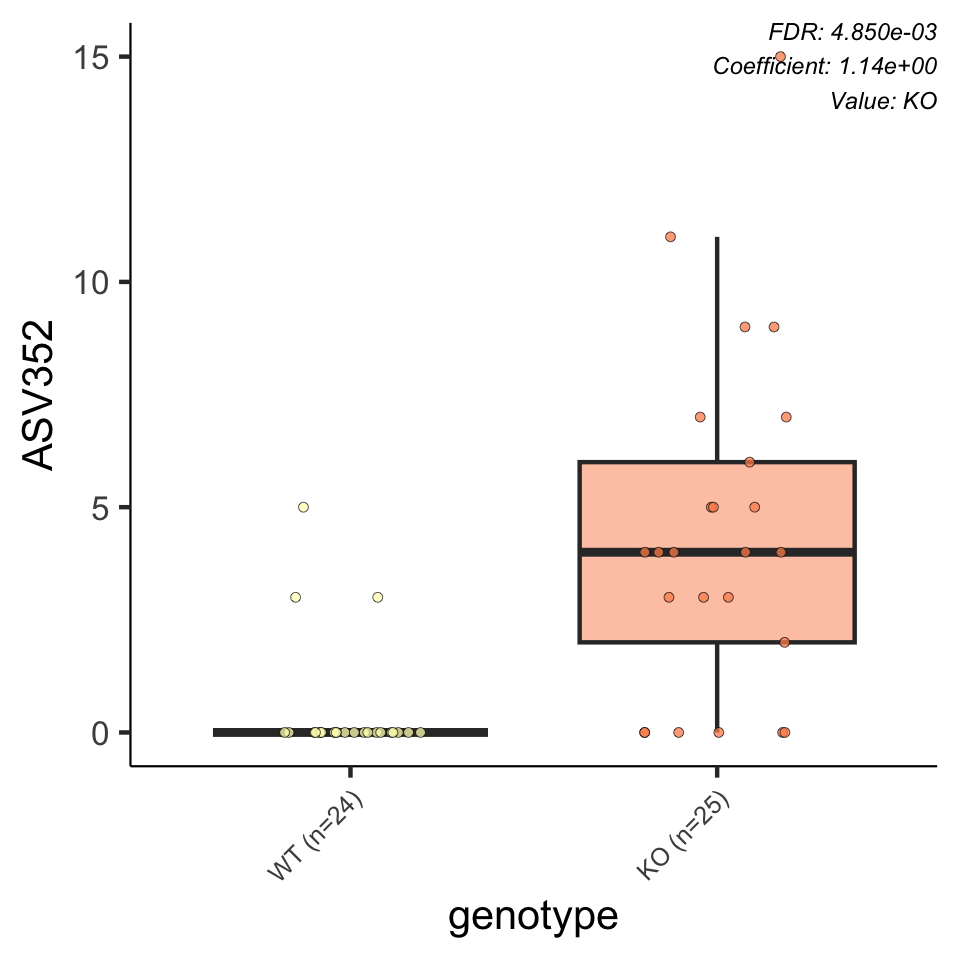 FDR: 4.850e-03
Coefficient: 1.14e+00
Value: KO
15
10
5
0
ASV352
WT (n=24)
KO (n=25)
genotype